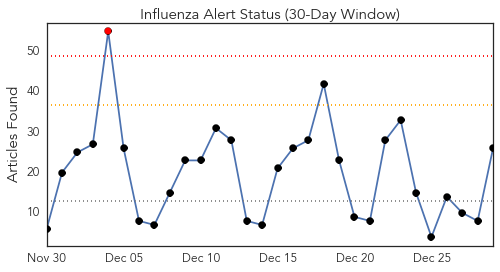 Influenza Alert Status (30-Day Window)
Articles Found
50
40
30
20
10
Nov 30 Dec 05 Dec 10 Dec 15 Dec 20 Dec 25